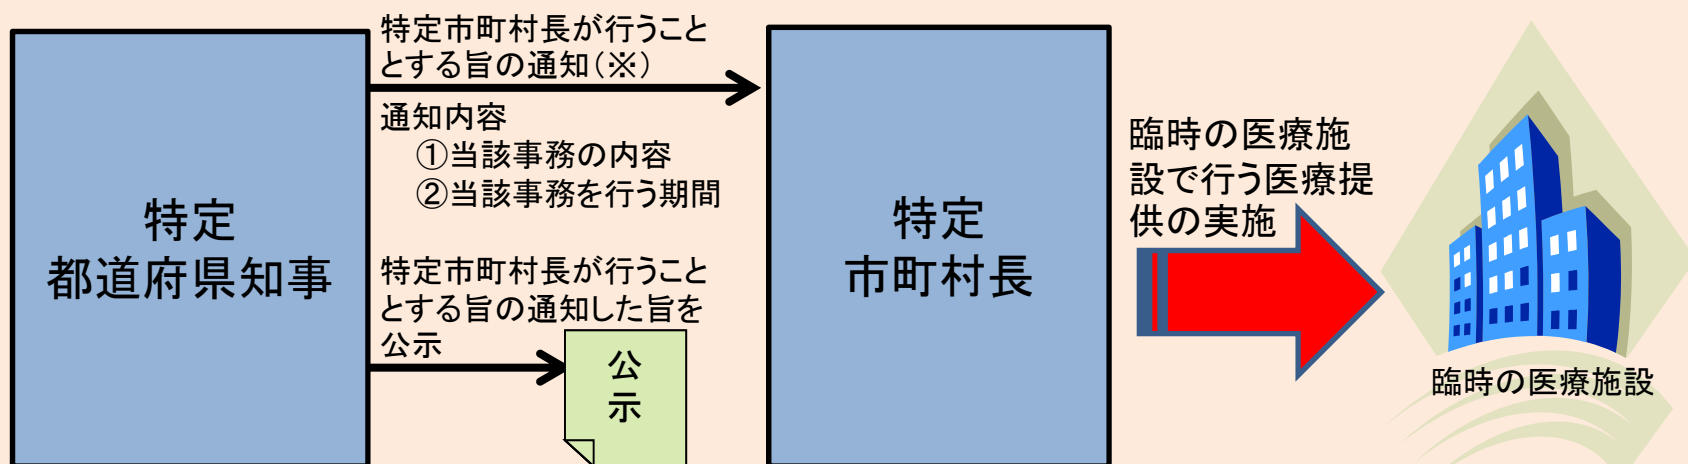 特定
都道府県知事
特定市町村長が行うこと
とする旨の通知(※)
通知内容
①当該事務の内容
②当該事務を行う期間
特定市町村長が行うこと
とする旨の通知した旨を
公示
公
示
特定
市町村長
臨時の医療施
設で行う医療提
供の実施
臨時の医療施設